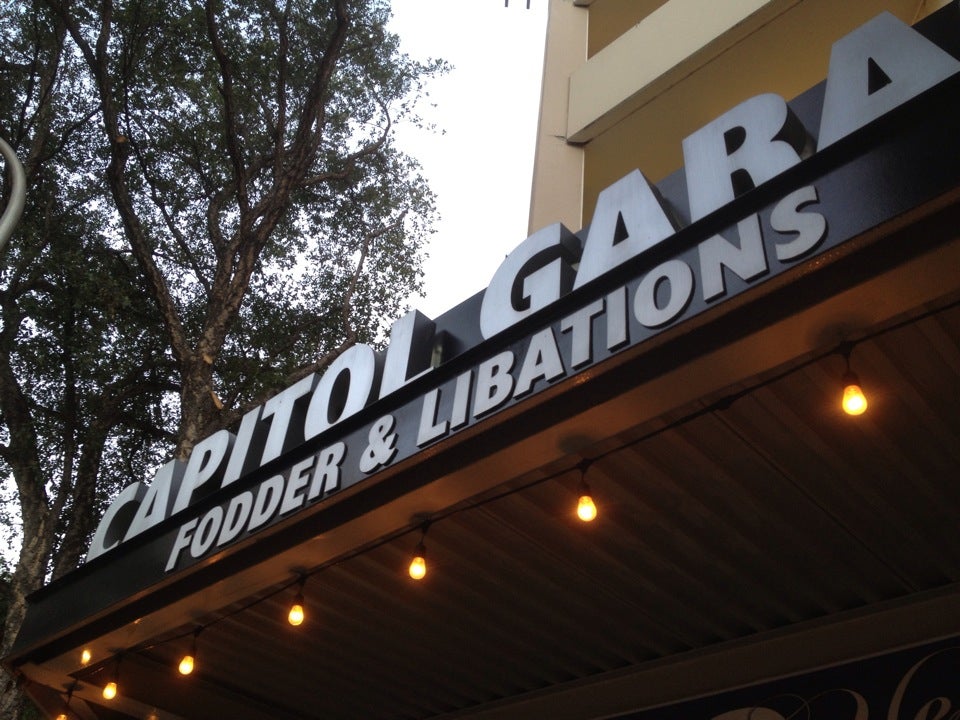 CAPITOL GARA
FODDER & LIBATIONS